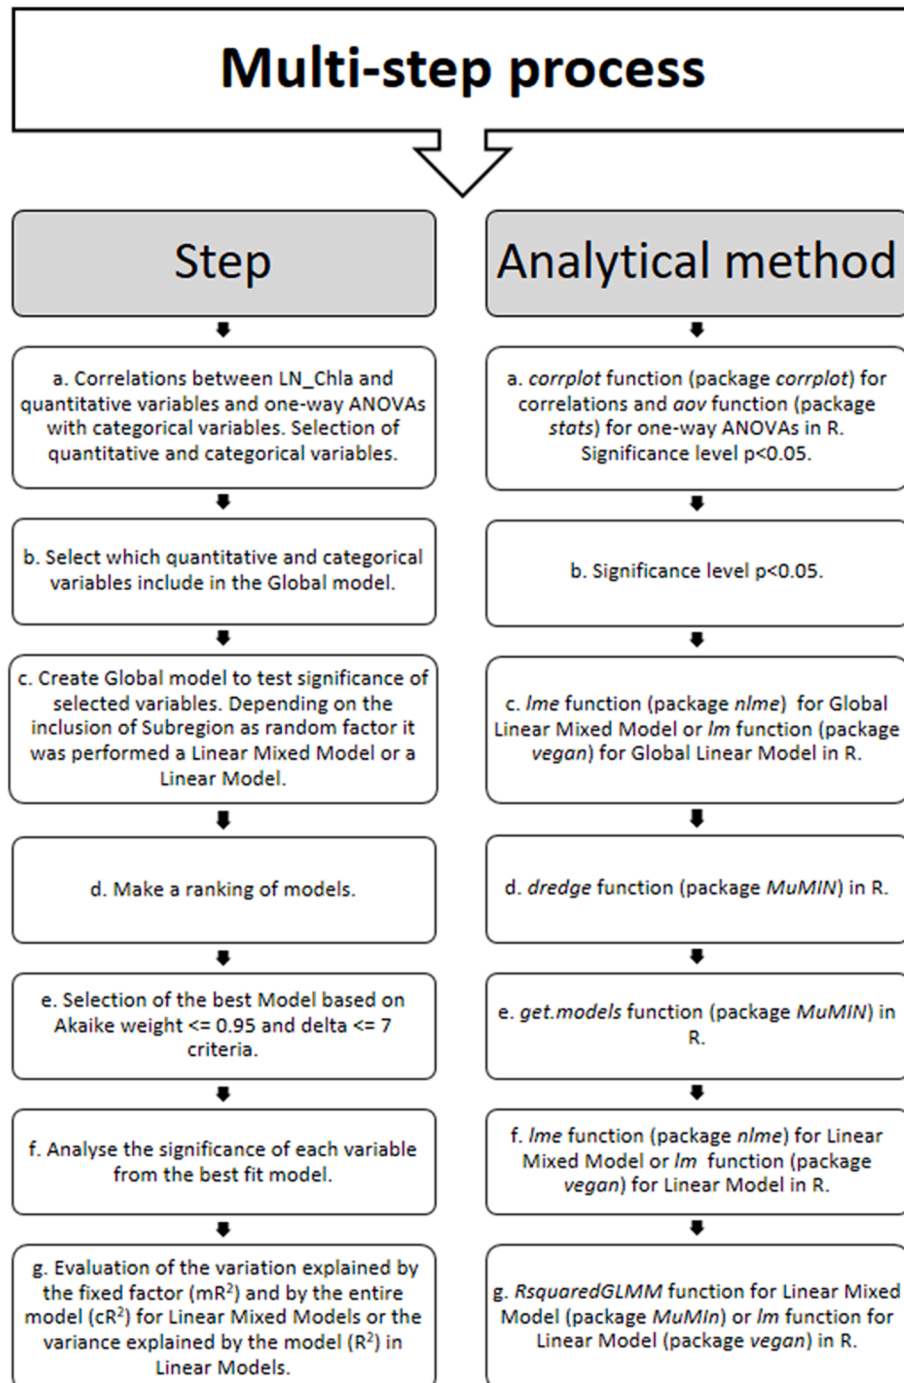 Multi-step process
Step
Analytical method
a. Correlations between LN_Chla and
quantitative variables and one-way ANOVAs
with categorical variables. Selection of
quantitative and categorical variables.
a. corrplot function (package corrplot) for
correlations and aov function (package
stats) for one-way ANOVAs in R.
Significance level p<0.05.
b. Select which quantitative and categorical
variables include in the Global model.
b. Significance level p<0.05.
c. Create Global model to test significance of
selected variables. Depending on the
inclusion of Subregion as random factor it
was performed a Linear Mixed Model or a
Linear Model.
c. lme function (package nlme) for Global
Linear Mixed Model or lm function (package
vegan) for Global Linear Model in R.
d. Make a ranking of models.
d. dredge function (package MuMIN) in R.
e. Selection of the best Model based on
Akaike weight <= 0.95 and delta <= 7
criteria.
e. get.models function (package MuMIN) in
R.
f. Analyse the significance of each variable
from the best fit model.
f. lme function (package nlme) for Linear
Mixed Model or lm function (package
vegan) for Linear Model in R.
g. Evaluation of the variation explained by
the fixed factor (mR²) and by the entire
model (cR²) for Linear Mixed Models or the
variance explained by the model (R²) in
Linear Models.
g. RsquaredGLMM function for Linear Mixed
Model (package MuMIn) or lm function for
Linear Model (package vegan) in R.